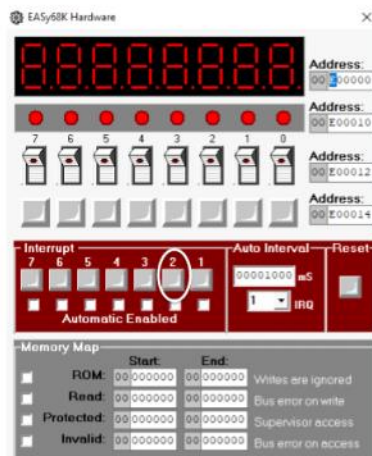 EASy68K Hardware
Address:
00 E00000
Address:
00 E00010
7 6 5 4 3 2 1 0
Address:
00 E00012
Address:
00 E00014
Interrupt
7 6 5 4 3 2 1
Automatic Enabled
Auto Interval
00001000 mS
1 IRQ
Reset
Memory Map
Start: End:
ROM: 00 000000 00 000000 Writes are ignored
Read: 00 000000 00 000000 Bus error on write
Protected: 00 000000 00 000000 Supervisor access
Invalid: 00 000000 00 000000 Bus error on access